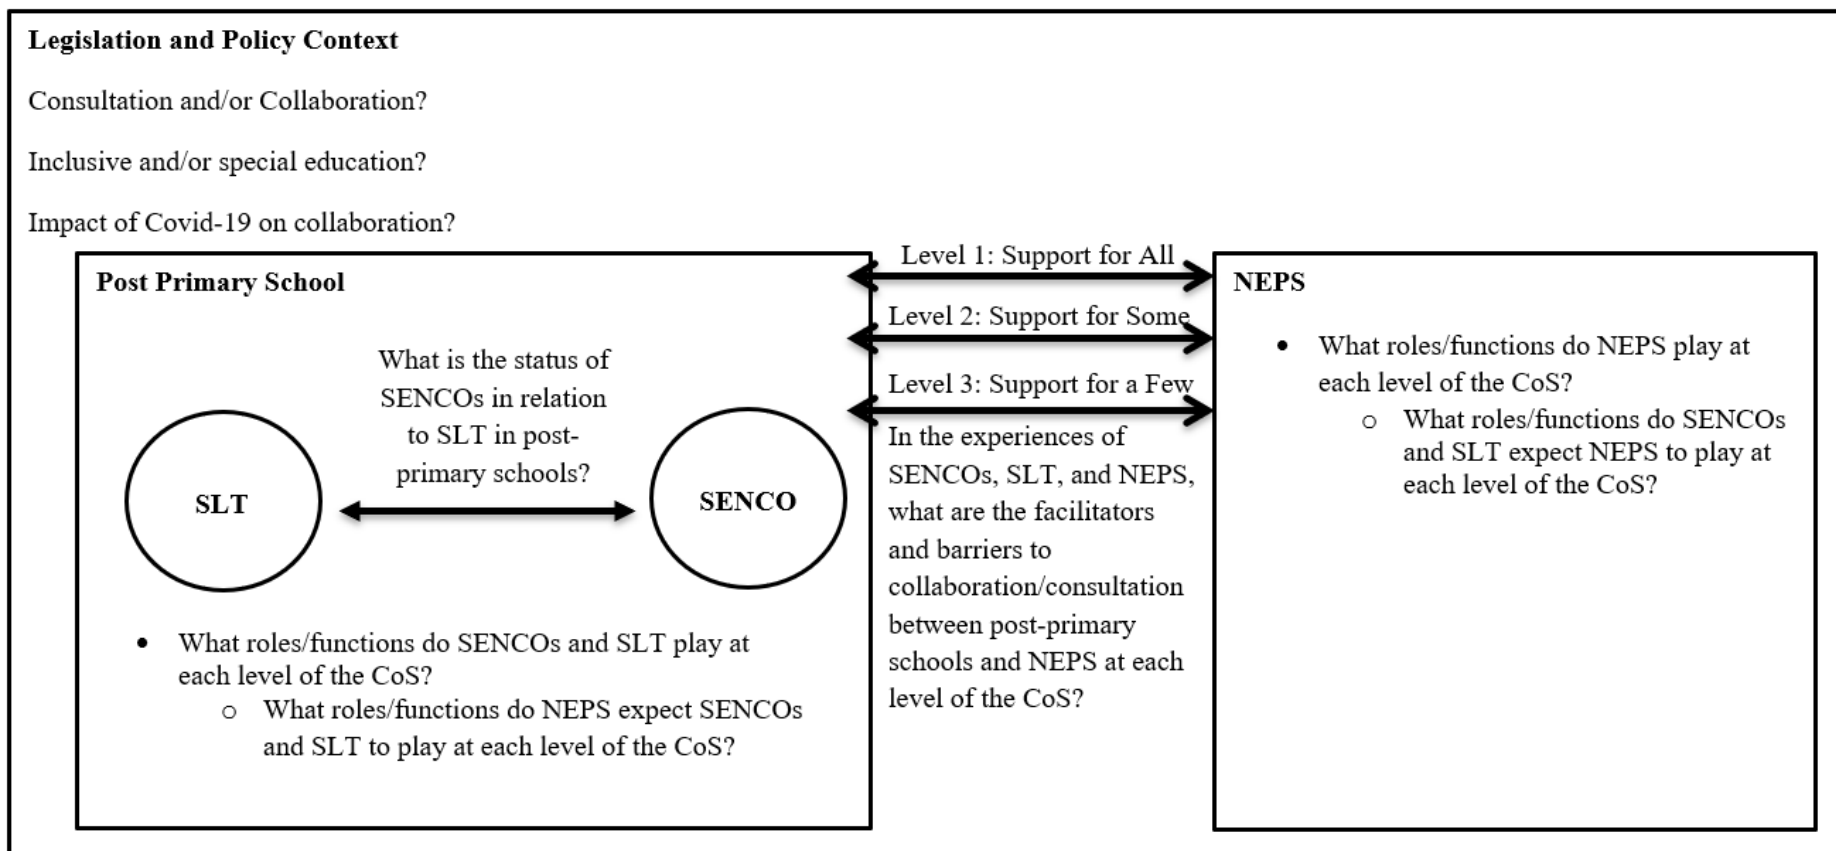 Legislation and Policy Context
Consultation and/or Collaboration?
Inclusive and/or special education?
Impact of Covid-19 on collaboration?
Post Primary School
What is the status of
SENCOs in relation
to SLT in post-
primary schools?
SLT
SENCO
• What roles/functions do SENCOs and SLT play at
each level of the CoS?
o What roles/functions do NEPS expect SENCOs
and SLT to play at each level of the CoS?
Level 1: Support for All
Level 2: Support for Some
Level 3: Support for a Few
In the experiences of
SENCOs, SLT, and NEPS,
what are the facilitators
and barriers to
collaboration/consultation
between post-primary
schools and NEPS at each
level of the CoS?
NEPS
• What roles/functions do NEPS play at
each level of the CoS?
o What roles/functions do SENCOs
and SLT expect NEPS to play at
each level of the CoS?